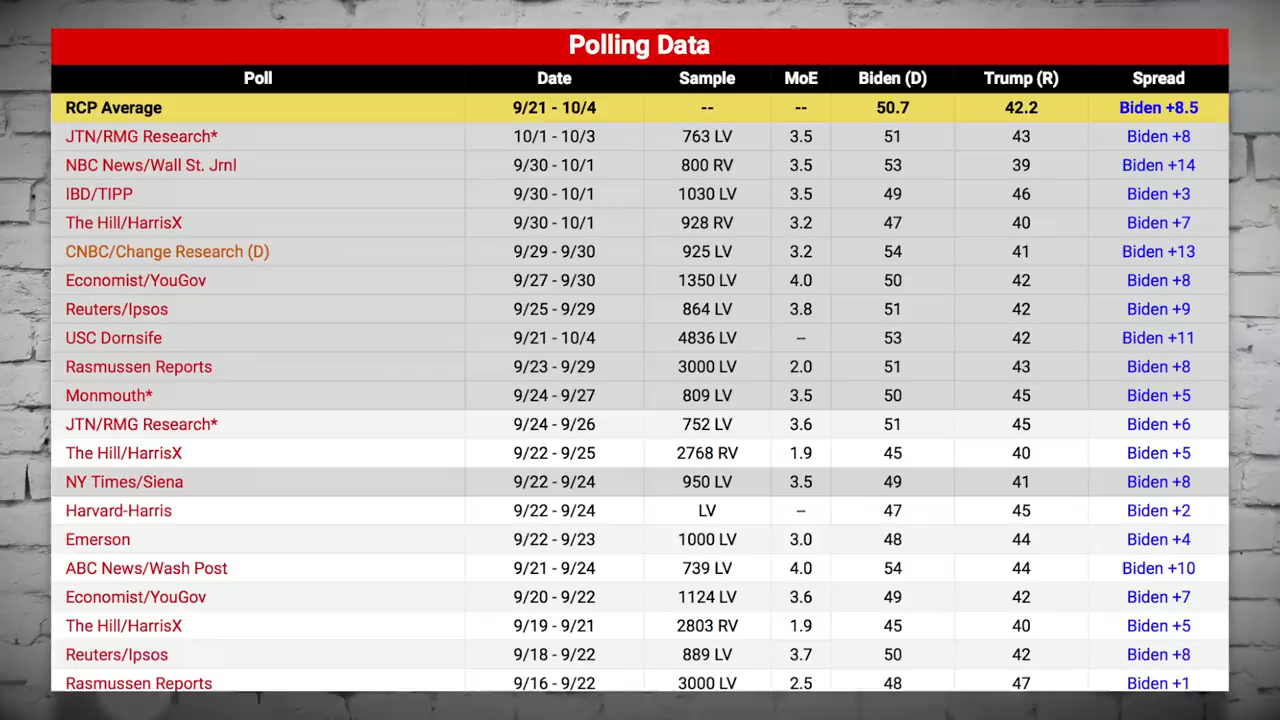 Polling Data
Poll Date Sample MoE Biden (D) Trump (R) Spread
RCP Average 9/21 - 10/4 -- -- 50.7 42.2 Biden +8.5
JTN/RMG Research* 10/1 - 10/3 763 LV 3.5 51 43 Biden +8
NBC News/Wall St. Jrnl 9/30 - 10/1 800 RV 3.5 53 39 Biden +14
IBD/TIPP 9/30 - 10/1 1030 LV 3.5 49 46 Biden +3
The Hill/HarrisX 9/30 - 10/1 928 RV 3.2 47 40 Biden +7
CNBC/Change Research (D) 9/29 - 9/30 925 LV 3.2 54 41 Biden +13
Economist/YouGov 9/27 - 9/30 1350 LV 4.0 50 42 Biden +8
Reuters/Ipsos 9/25 - 9/29 864 LV 3.8 51 42 Biden +9
USC Dornsife 9/21 - 10/4 4836 LV – 53 42 Biden +11
Rasmussen Reports 9/23 - 9/29 3000 LV 2.0 51 43 Biden +8
Monmouth* 9/24 - 9/27 809 LV 3.5 50 45 Biden +5
JTN/RMG Research* 9/24 - 9/26 752 LV 3.6 51 45 Biden +6
The Hill/HarrisX 9/22 - 9/25 2768 RV 1.9 45 40 Biden +5
NY Times/Siena 9/22 - 9/24 950 LV 3.5 49 41 Biden +8
Harvard-Harris 9/22 - 9/24 LV – 47 45 Biden +2
Emerson 9/22 - 9/23 1000 LV 3.0 48 44 Biden +4
ABC News/Wash Post 9/21 - 9/24 739 LV 4.0 54 44 Biden +10
Economist/YouGov 9/20 - 9/22 1124 LV 3.6 49 42 Biden +7
The Hill/HarrisX 9/19 - 9/21 2803 RV 1.9 45 40 Biden +5
Reuters/Ipsos 9/18 - 9/22 889 LV 3.7 50 42 Biden +8
Rasmussen Reports 9/16 - 9/22 3000 LV 2.5 48 47 Biden +1